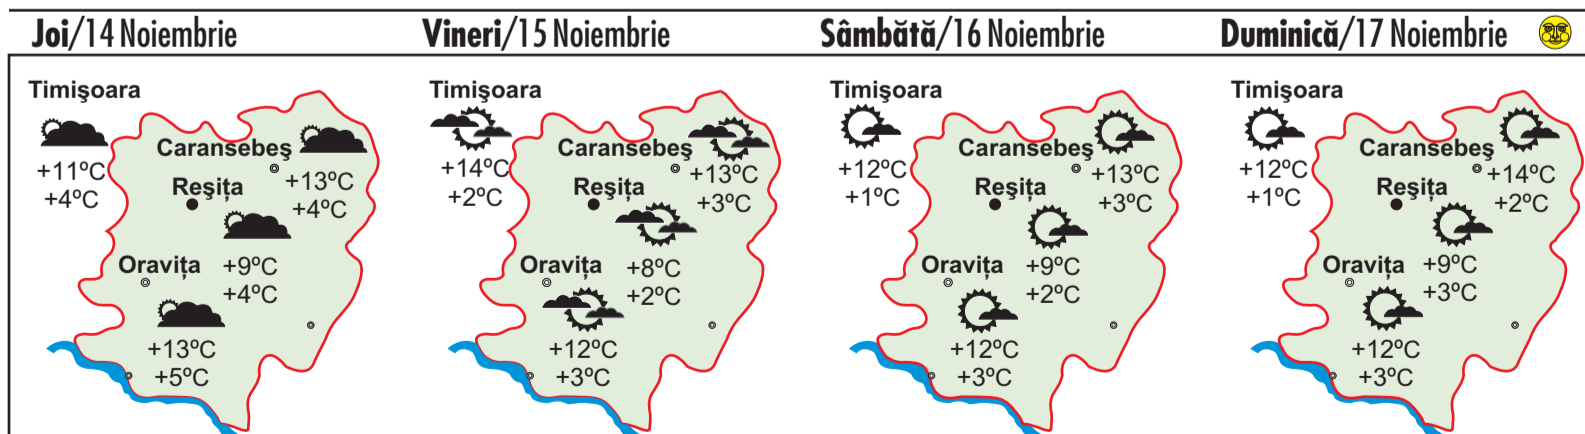 Joi/14 Noiembrie
Timişoara
+11ºC
+4ºC
Caransebeş
+13ºC
+4ºC
Reşiţa
+9ºC
+4ºC
Oraviţa
+13ºC
+5ºC
Vineri/15 Noiembrie
Timişoara
+14ºC
+2ºC
Caransebeş
+13ºC
+3ºC
Reşiţa
+8ºC
+2ºC
Oraviţa
+12ºC
+3ºC
Sâmbătă/16 Noiembrie
Timişoara
+12ºC
+1ºC
Caransebeş
+13ºC
+3ºC
Reşiţa
+9ºC
+2ºC
Oraviţa
+12ºC
+3ºC
Duminică/17 Noiembrie
Timişoara
+12ºC
+1ºC
Caransebeş
+14ºC
+2ºC
Reşiţa
+9ºC
+3ºC
Oraviţa
+12ºC
+3ºC